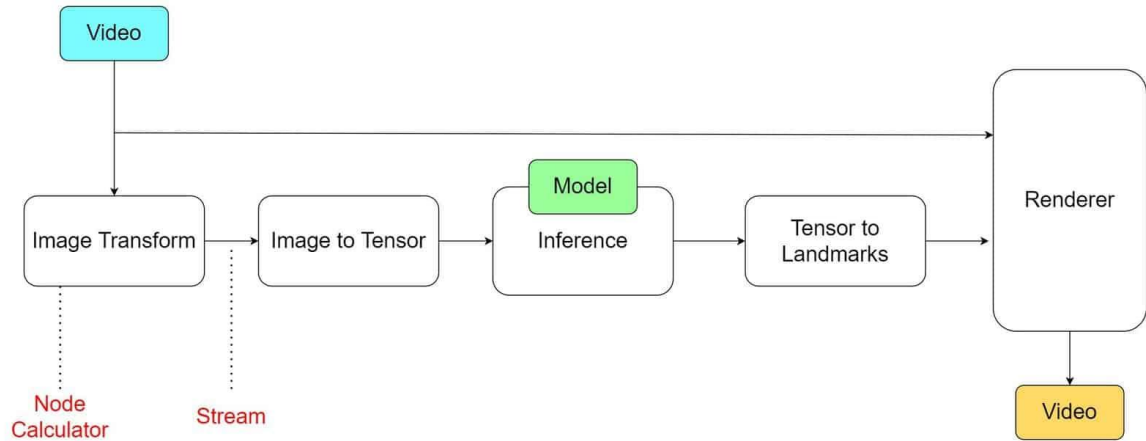 Video
Model
Renderer
Image Transform
Image to Tensor
Inference
Tensor to
Landmarks
Node
Calculator
Stream
Video